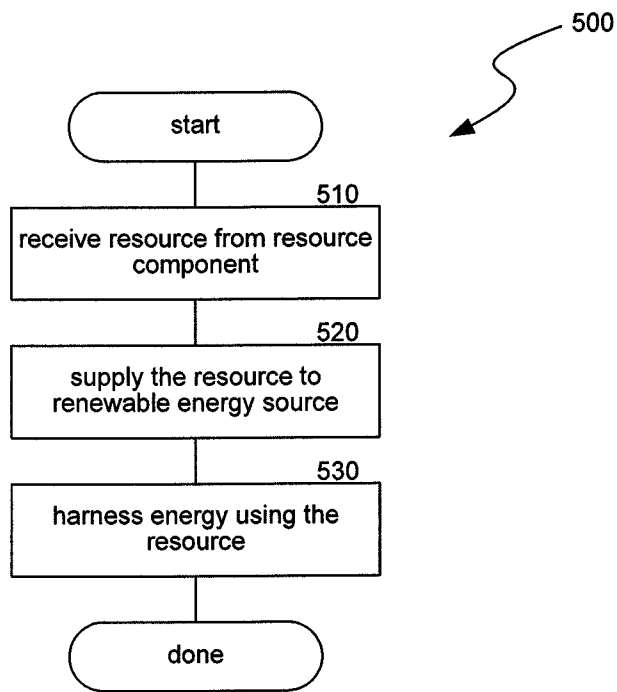 500
start
510
receive resource from resource
component
520
supply the resource to
renewable energy source
530
harness energy using the
resource
done